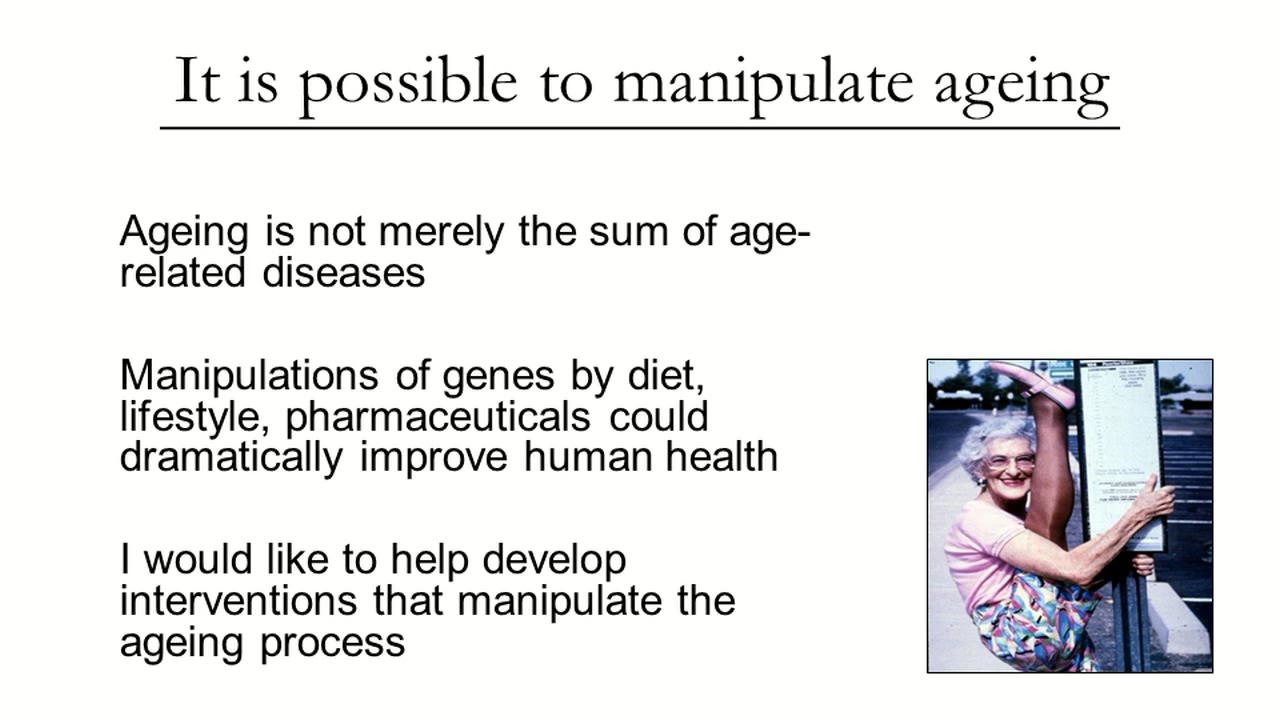 It is possible to manipulate ageing
Ageing is not merely the sum of age-
related diseases
Manipulations of genes by diet,
lifestyle, pharmaceuticals could
dramatically improve human health
I would like to help develop
interventions that manipulate the
ageing process